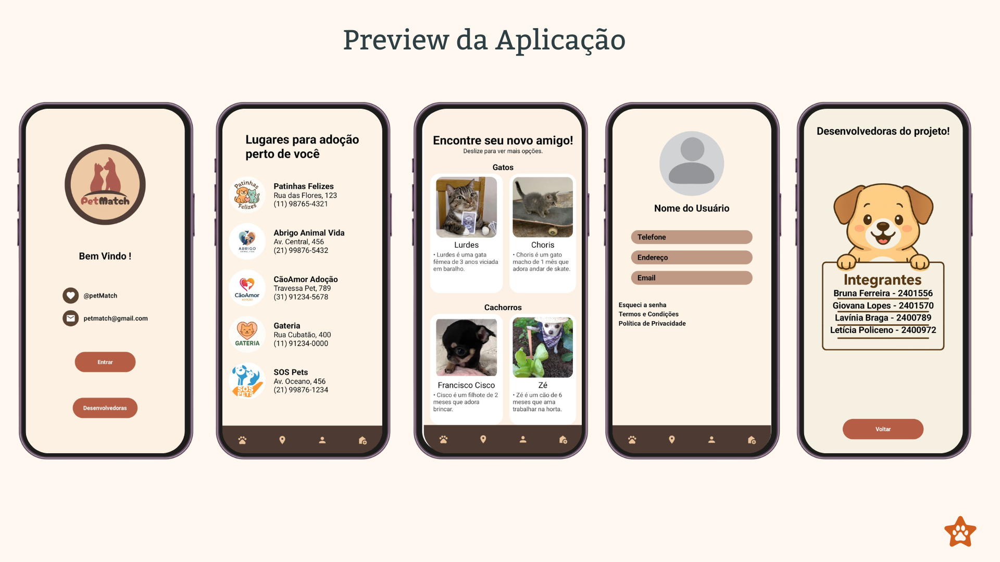 Preview da Aplicação
PetMatch
Bem Vindo !
@petMatch
petmatch@gmail.com
Entrar
Desenvolvedoras
Lugares para adoção
perto de você
Patinhas
Felizes
Patinhas Felizes
Rua das Flores, 123
(11) 98765-4321
ABRIGO
ANIMAL VIDA
Abrigo Animal Vida
Av. Central, 456
(21) 99876-5432
CãoAmor
ADOÇÃO
CãoAmor Adoção
Travessa Pet, 789
(31) 91234-5678
GATERIA
Gateria
Rua Cubatão, 400
(11) 91234-0000
SOS
PETS
SOS Pets
Av. Oceano, 456
(21) 99876-1234
Encontre seu novo amigo!
Deslize para ver mais opções.
Gatos
Lurdes
• Lurdes é uma gata
fêmea de 3 anos viciada
em baralho.
Choris
• Choris é um gato
macho de 1 mês que
adora andar de skate.
Cachorros
Francisco Cisco
• Cisco é um filhote de 2
meses que adora
brincar.
Zé
• Zé é um cão de 6
meses que ama
trabalhar na horta.
Nome do Usuário
Telefone
Endereço
Email
Esqueci a senha
Termos e Condições
Política de Privacidade
Desenvolvedoras do projeto!
Integrantes
Bruna Ferreira - 2401556
Giovana Lopes - 2401570
Lavínia Braga - 2400789
Letícia Policeno - 2400972
Voltar